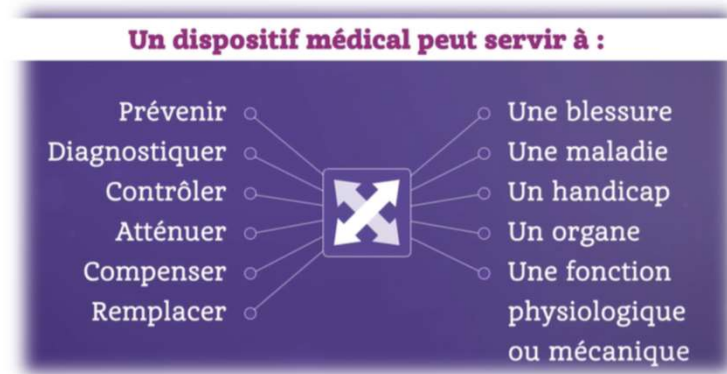 Un dispositif médical peut servir à :
Prévenir
Diagnostiquer
Contrôler
Atténuer
Compenser
Remplacer
Une blessure
Une maladie
Un handicap
Un organe
Une fonction
physiologique
ou mécanique